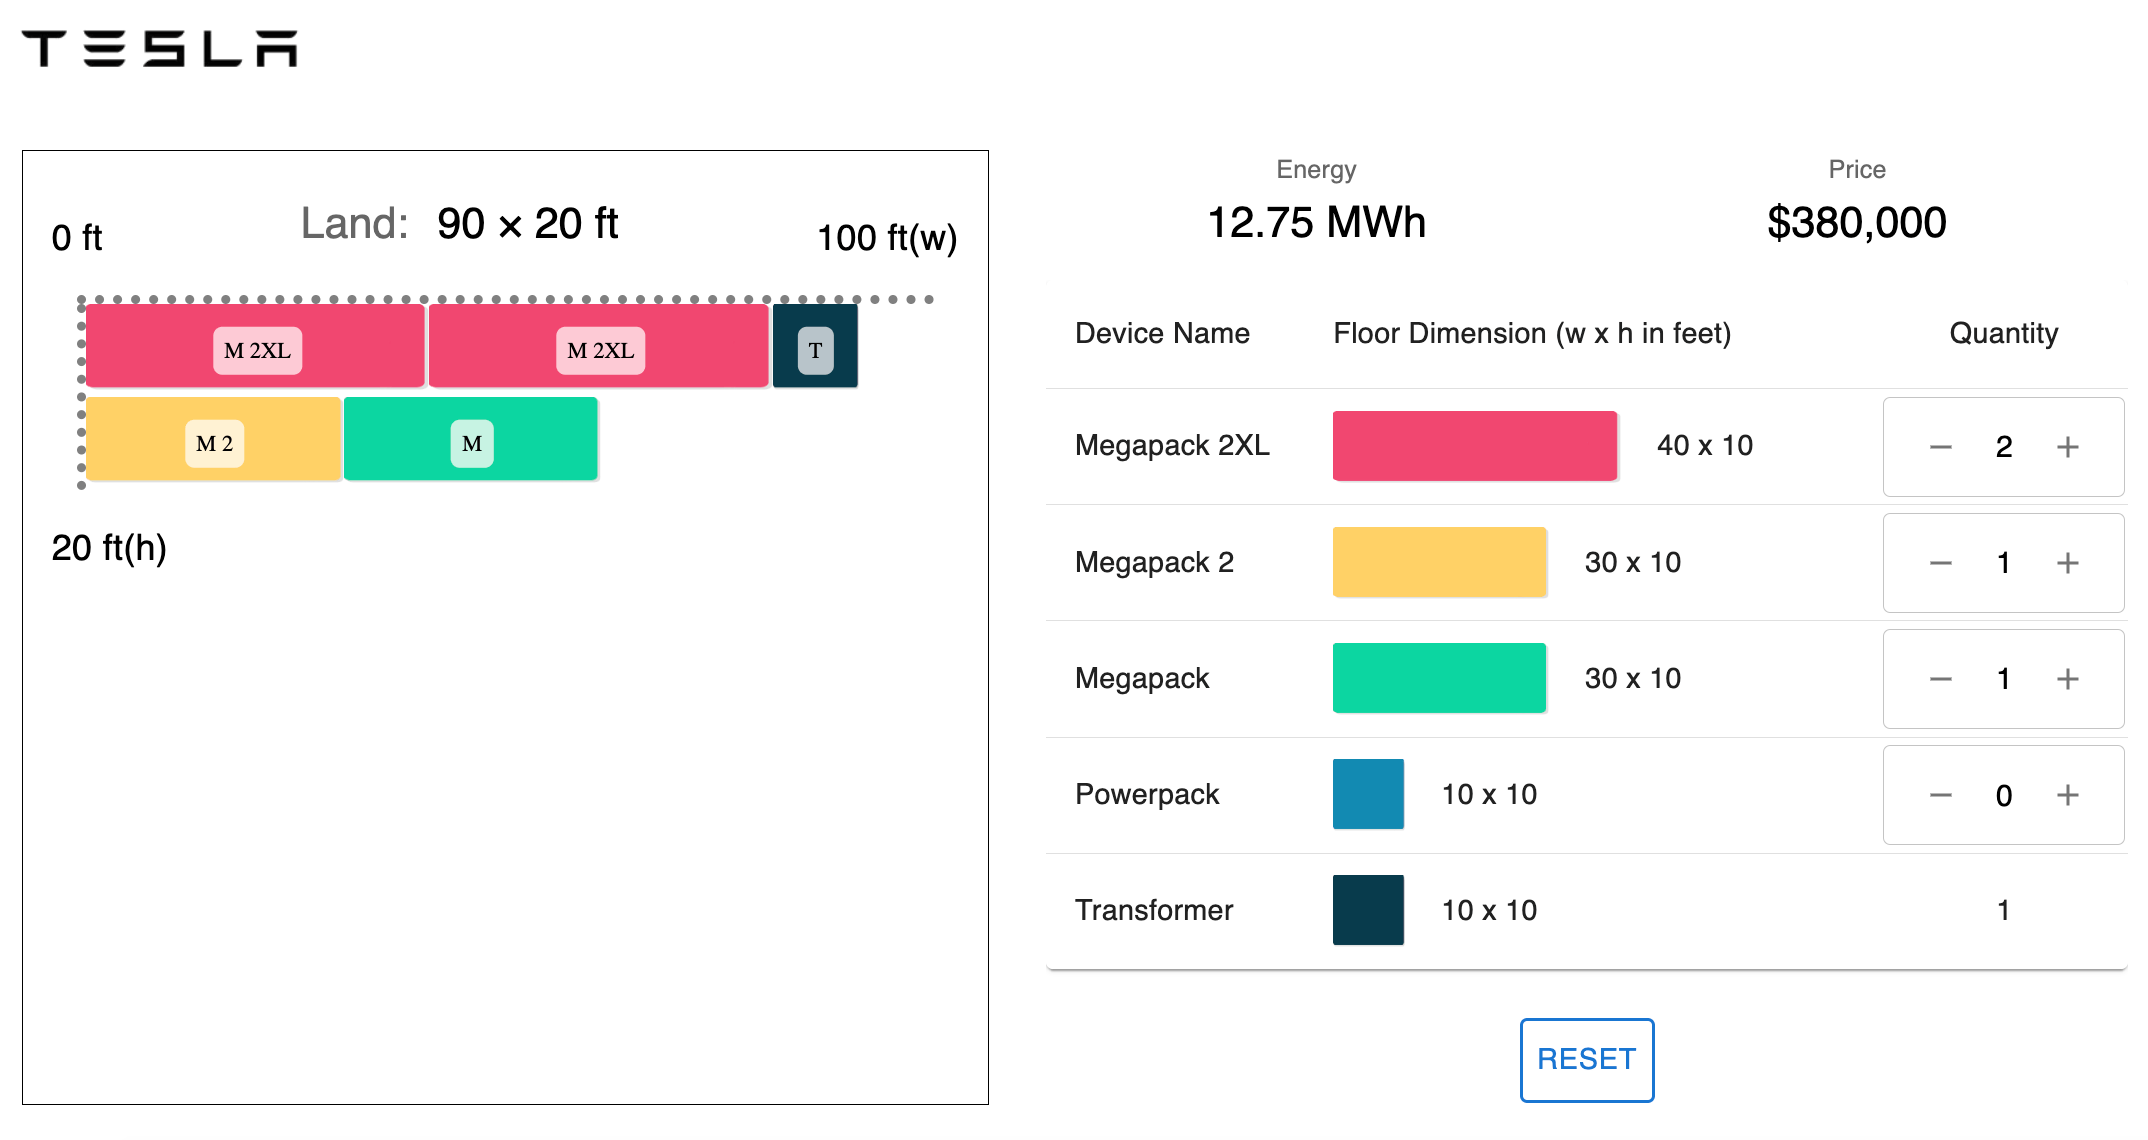 TESLA
0 ft
Land: 90 × 20 ft
100 ft(w)
M 2XL
M 2XL
T
M 2
M
20 ft(h)
Energy
12.75 MWh
Price
$380,000
Device Name Floor Dimension (w x h in feet) Quantity
Megapack 2XL 40 x 10 − 2 +
Megapack 2 30 x 10 − 1 +
Megapack 30 x 10 − 1 +
Powerpack 10 x 10 − 0 +
Transformer 10 x 10 1
RESET